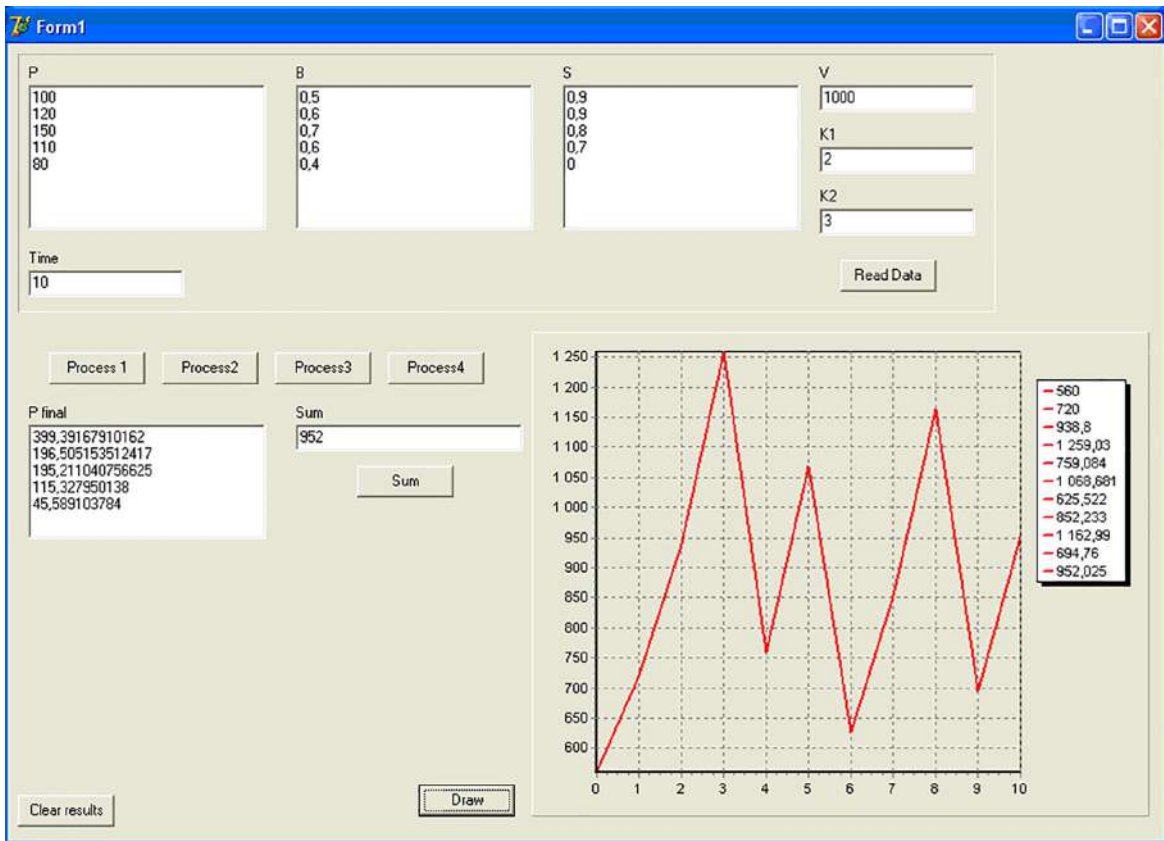 Form1
P
B
S
V
100
120
150
110
80
0,5
0,6
0,7
0,6
0,4
0,9
0,9
0,8
0,7
0
1000
K1
2
K2
3
Time
10
Read Data
Process 1
Process2
Process3
Process4
P final
399,39167910162
196,505153512417
195,211040756625
115,327950138
45,589103784
Sum
952
Sum
1 250
1 200
1 150
1 100
1 050
1 000
950
900
850
800
750
700
650
600
0 1 2 3 4 5 6 7 8 9 10
560
720
938,8
1 259,03
759,084
1 068,681
625,522
852,233
1 162,99
694,76
952,025
Clear results
Draw